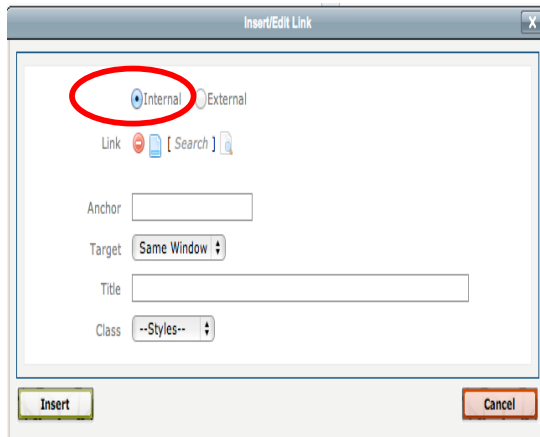 Insert/Edit Link X
Internal External
Link [ Search ]
Anchor
Target Same Window
Title
Class --Styles--
Insert Cancel